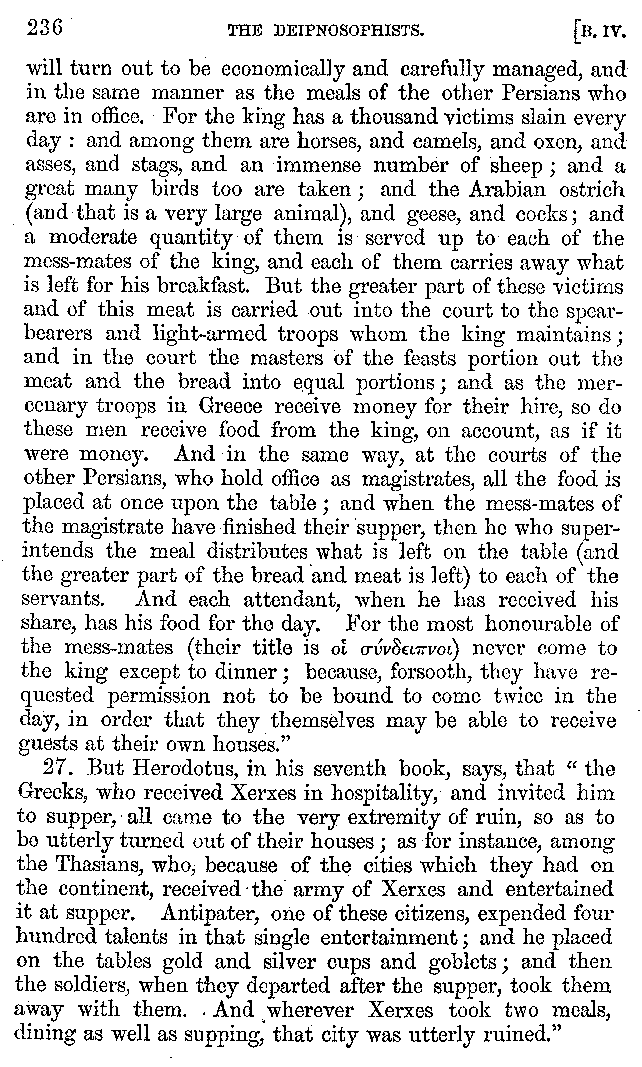 236 THE DEIPNOSOPHISTS. [B. IV.
will turn out to be economically and carefully managed, and
in the same manner as the meals of the other Persians who
are in office. For the king has a thousand victims slain every
day : and among them are horses, and camels, and oxen, and
asses, and stags, and an immense number of sheep ; and a
great many birds too are taken ; and the Arabian ostrich
(and that is a very large animal), and geese, and cocks ; and
a moderate quantity of them is served up to each of the
mess-mates of the king, and each of them carries away what
is left for his breakfast. But the greater part of these victims
and of this meat is carried out into the court to the spear-
bearers and light-armed troops whom the king maintains ;
and in the court the masters of the feasts portion out the
meat and the bread into equal portions ; and as the mer-
cenary troops in Greece receive money for their hire, so do
these men receive food from the king, on account, as if it
were money. And in the same way, at the courts of the
other Persians, who hold office as magistrates, all the food is
placed at once upon the table ; and when the mess-mates of
the magistrate have finished their supper, then he who super-
intends the meal distributes what is left on the table (and
the greater part of the bread and meat is left) to each of the
servants. And each attendant, when he has received his
share, has his food for the day. For the most honourable of
the mess-mates (their title is οἱ σύνδειπνοι) never come to
the king except to dinner ; because, forsooth, they have re-
quested permission not to be bound to come twice in the
day, in order that they themselves may be able to receive
guests at their own houses.”
27. But Herodotus, in his seventh book, says, that “ the
Greeks, who received Xerxes in hospitality, and invited him
to supper, all came to the very extremity of ruin, so as to
be utterly turned out of their houses ; as for instance, among
the Thasians, who, because of the cities which they had on
the continent, received the army of Xerxes and entertained
it at supper. Antipater, one of these citizens, expended four
hundred talents in that single entertainment ; and he placed
on the tables gold and silver cups and goblets ; and then
the soldiers, when they departed after the supper, took them
away with them. And wherever Xerxes took two meals,
dining as well as supping, that city was utterly ruined.”